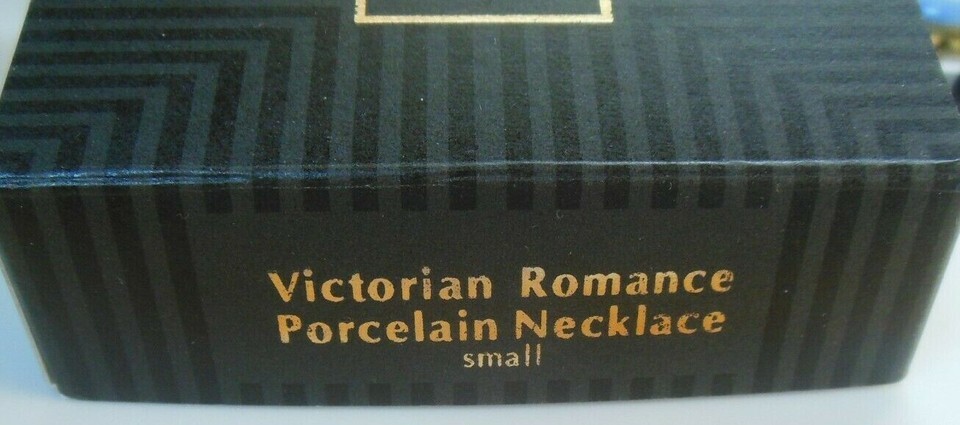 Victorian Romance
Porcelain Necklace
small